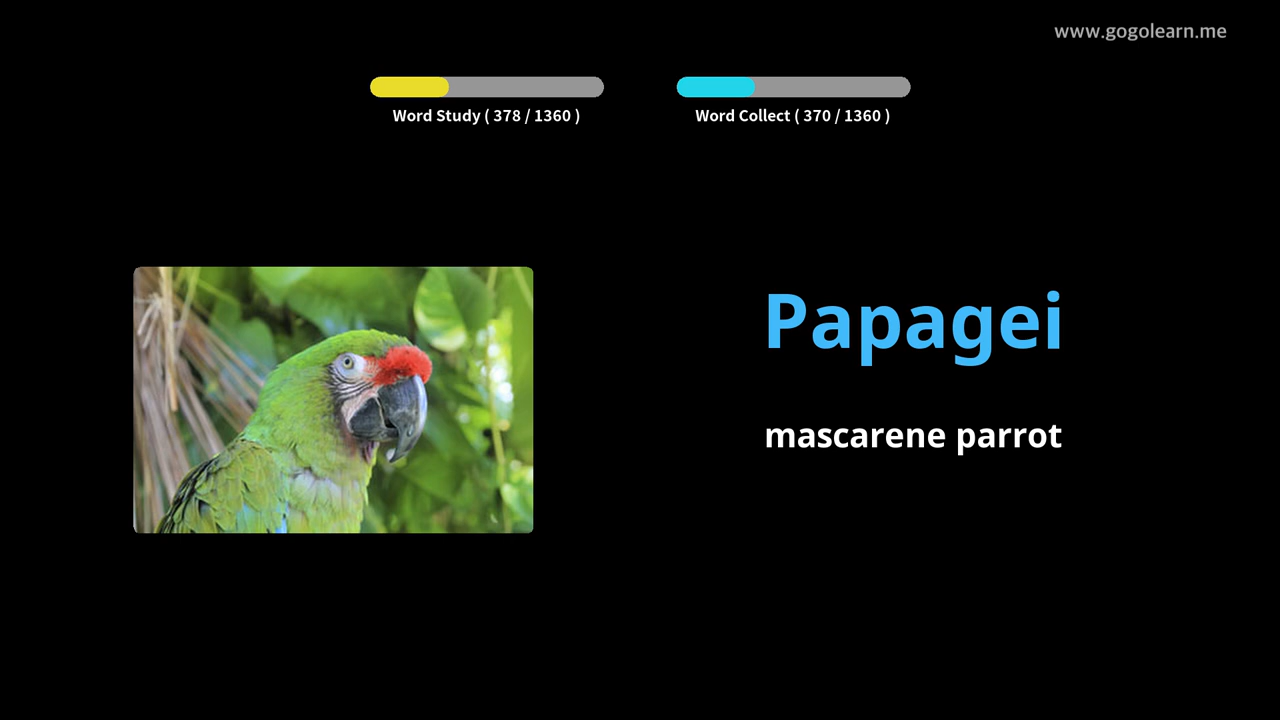 www.gogolearn.me
Word Study ( 378 / 1360 )
Word Collect ( 370 / 1360 )
Papagei
mascarene parrot